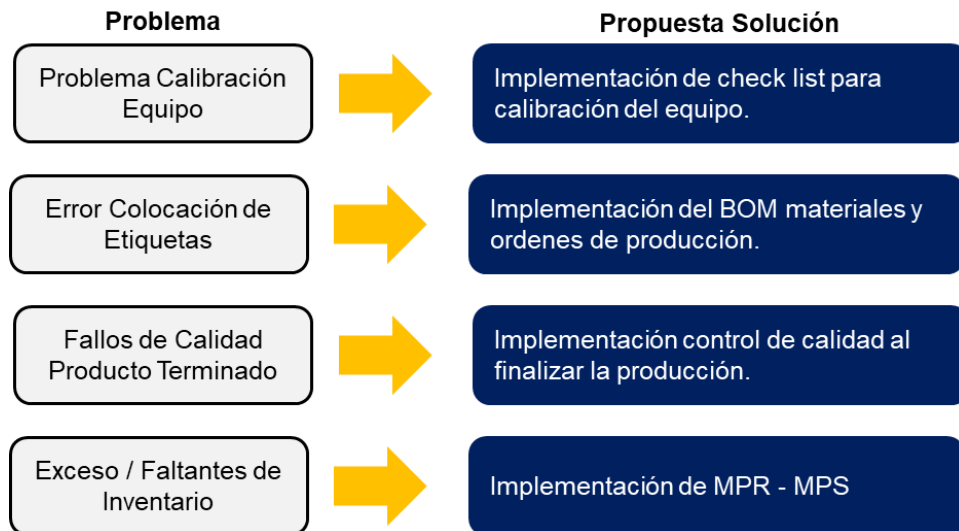 Problema
Propuesta Solución
Problema Calibración
Equipo
Implementación de check list para
calibración del equipo.
Error Colocación de
Etiquetas
Implementación del BOM materiales y
ordenes de producción.
Fallos de Calidad
Producto Terminado
Implementación control de calidad al
finalizar la producción.
Exceso / Faltantes de
Inventario
Implementación de MPR - MPS